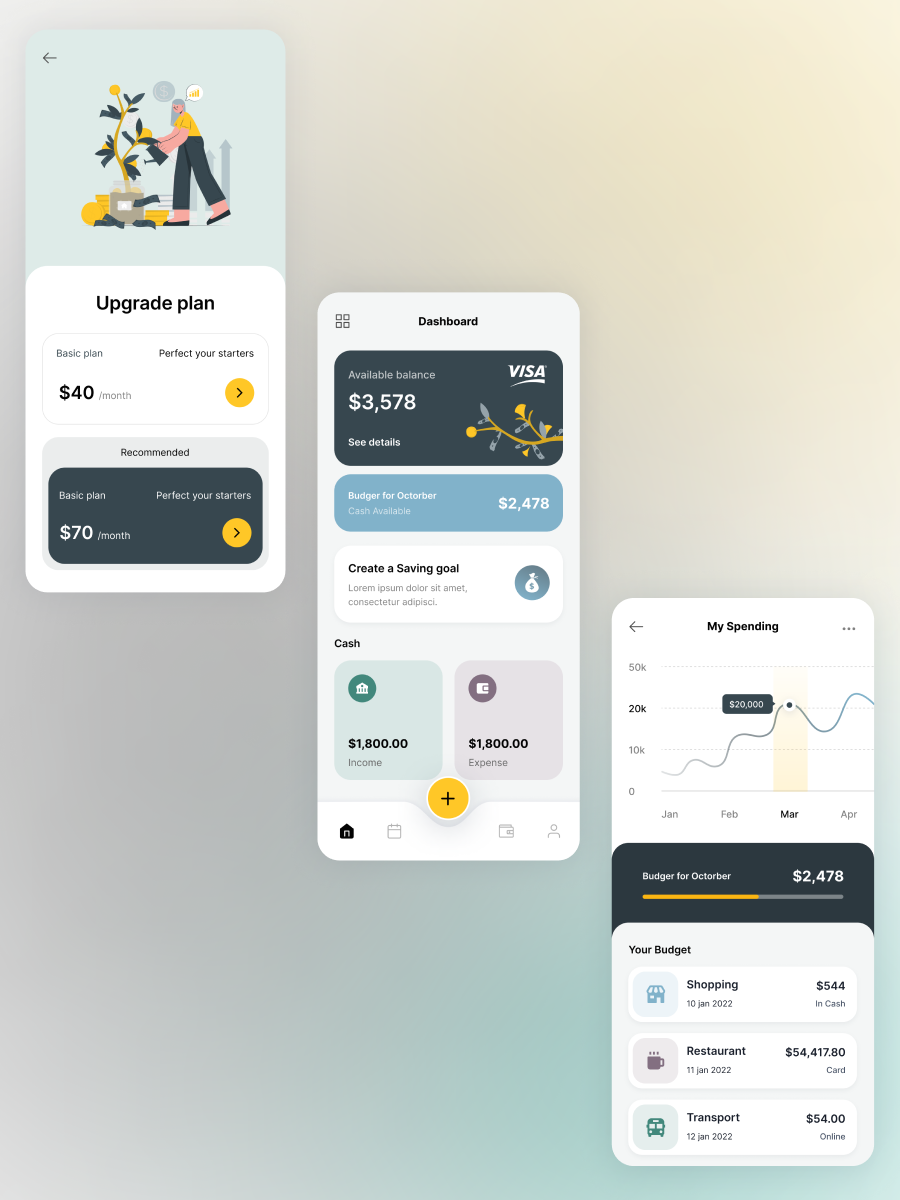 Upgrade plan
Basic plan Perfect your starters
$40 /month
Recommended
Basic plan Perfect your starters
$70 /month
Dashboard
Available balance VISA
$3,578
See details
Budger for Octorber
Cash Available
$2,478
Create a Saving goal
Lorem ipsum dolor sit amet,
consectetur adipisci.
Cash
$1,800.00
Income
$1,800.00
Expense
My Spending
50k
$20,000
20k
10k
0
Jan Feb Mar Apr
Budger for Octorber $2,478
Your Budget
Shopping $544
10 jan 2022 In Cash
Restaurant $54,417.80
11 jan 2022 Card
Transport $54.00
12 jan 2022 Online